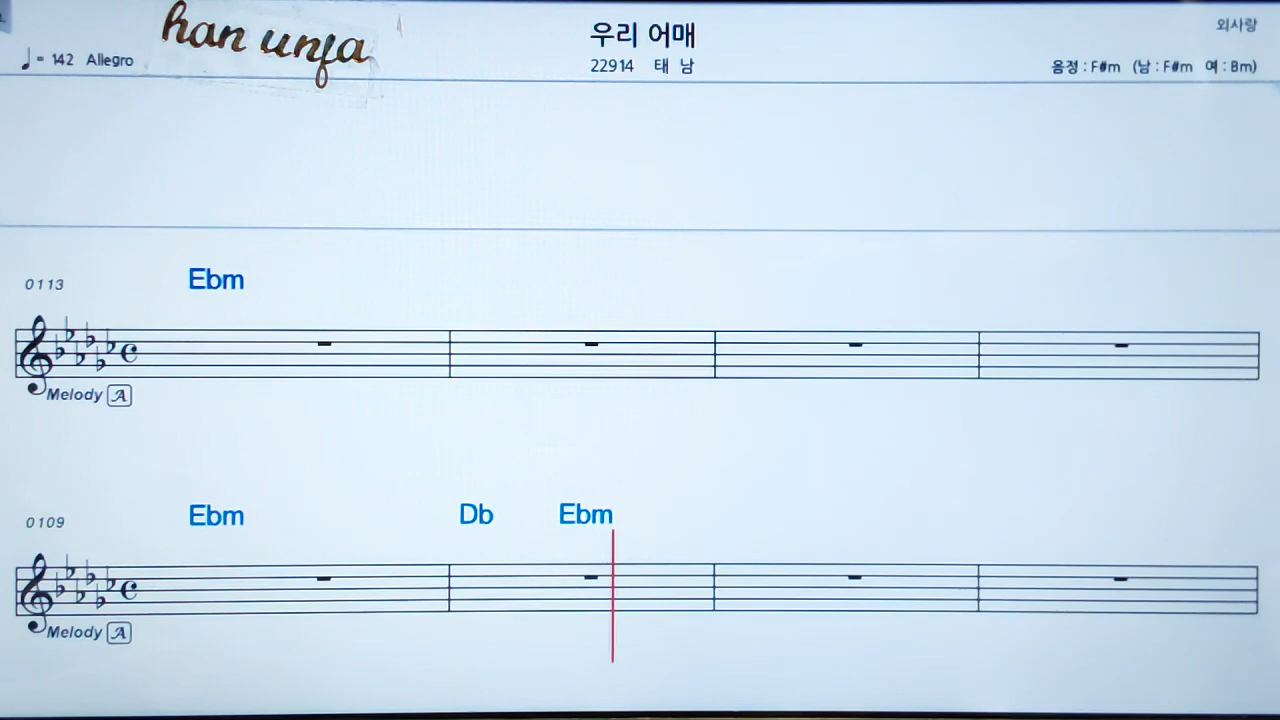 han unja
우리 어매
외사랑
♩= 142 Allegro
22914 태 남
음정 : F#m (남 : F#m 여 : Bm)
0113
Ebm
Melody A
0109
Ebm Db Ebm
Melody A